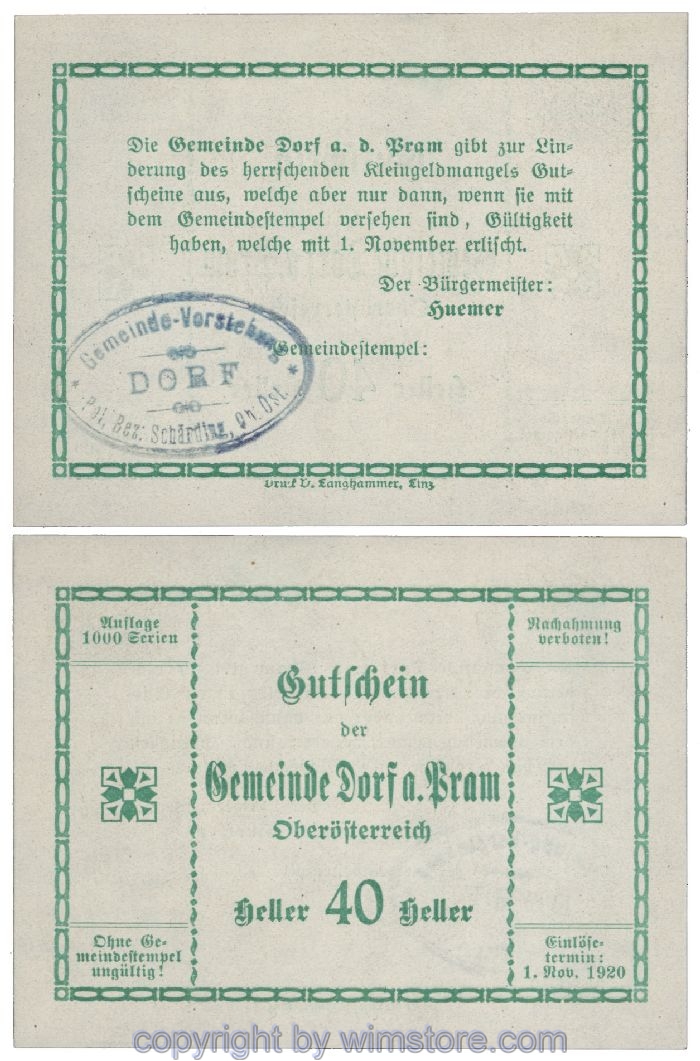 Die Gemeinde Dorf a. d. Pram gibt zur Lin-
derung des herrschenden Kleingeldmangels Gut-
scheine aus, welche aber nur dann, wenn sie mit
dem Gemeindestempel versehen sind, Gültigkeit
haben, welche mit 1. November erlischt.
Der Bürgermeister:
Huemer
Gemeindestempel:
Gemeinde-Vorstehung
DORF
* Pol. Bez. Schärding, Ob. Öst. *
Druck V. Langhammer, Linz
Auflage
1000 Serien
Nachahmung
verboten!
Gutschein
der
Gemeinde Dorf a. Pram
Oberösterreich
Heller 40 Heller
Ohne Ge-
meindestempel
ungültig!
Einlöse-
termin:
1. Nov. 1920
copyright by wimstore.com